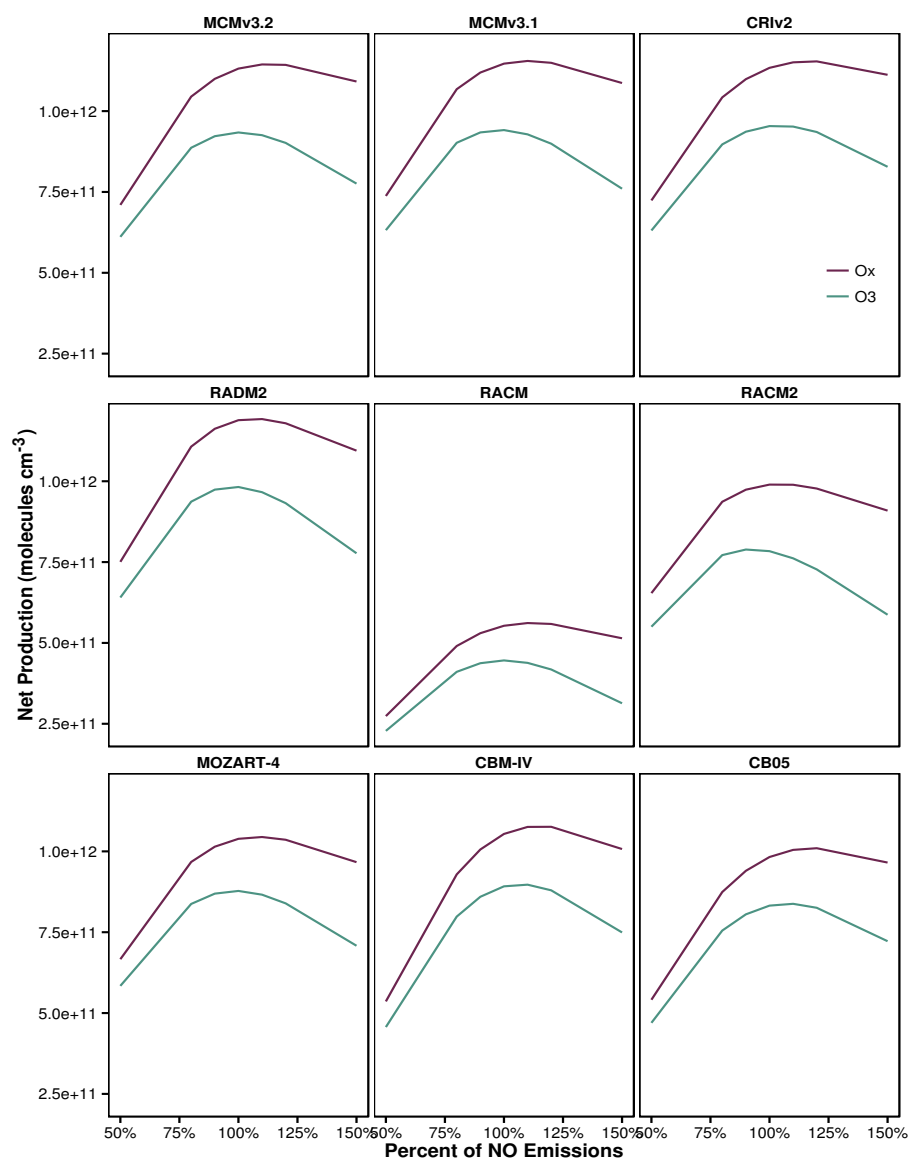 MCMv3.2 MCMv3.1 CRIv2
1.0e+12
7.5e+11
5.0e+11
2.5e+11
Ox
O3
RADM2 RACM RACM2
1.0e+12
7.5e+11
5.0e+11
2.5e+11
Net Production (molecules cm-3)
MOZART-4 CBM-IV CB05
1.0e+12
7.5e+11
5.0e+11
2.5e+11
50% 75% 100% 125% 150% 50% 75% 100% 125% 150% 50% 75% 100% 125% 150%
Percent of NO Emissions